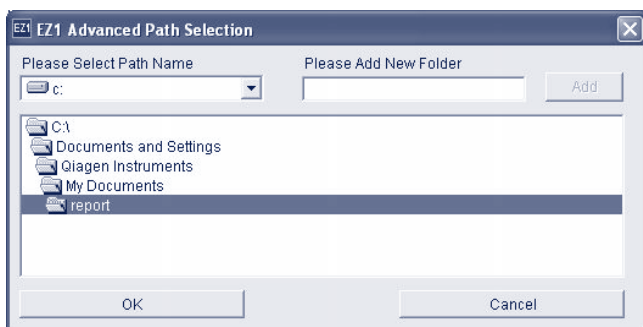 EZ1 EZ1 Advanced Path Selection
Please Select Path Name Please Add New Folder
c: Add
C:\
Documents and Settings
Qiagen Instruments
My Documents
report
OK Cancel